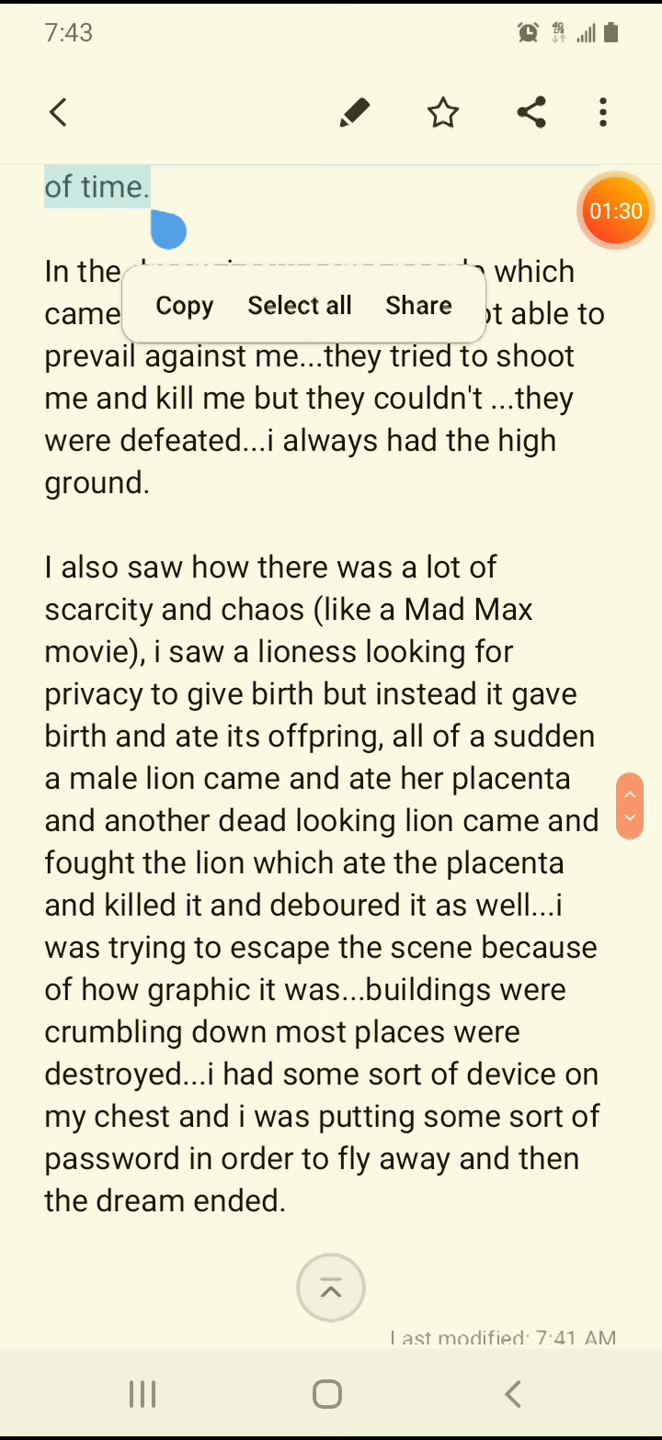 7:43
of time.
01:30
In the which
Copy Select all Share
came able to
prevail against me...they tried to shoot
me and kill me but they couldn't ...they
were defeated...i always had the high
ground.
I also saw how there was a lot of
scarcity and chaos (like a Mad Max
movie), i saw a lioness looking for
privacy to give birth but instead it gave
birth and ate its offpring, all of a sudden
a male lion came and ate her placenta
and another dead looking lion came and
fought the lion which ate the placenta
and killed it and deboured it as well...i
was trying to escape the scene because
of how graphic it was...buildings were
crumbling down most places were
destroyed...i had some sort of device on
my chest and i was putting some sort of
password in order to fly away and then
the dream ended.
Last modified: 7:41 AM